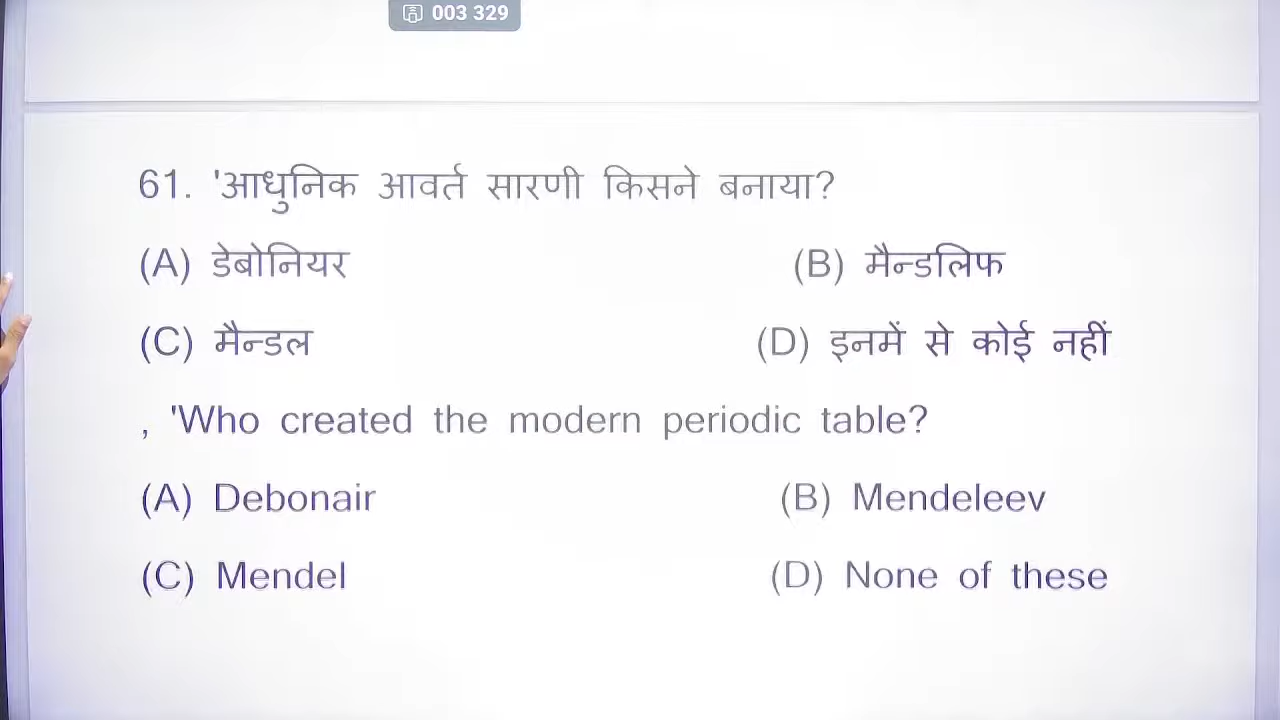 003 329
61. 'आधुनिक आवर्त सारणी किसने बनाया?
(A) डेबोनियर (B) मैन्डलिफ
(C) मैन्डल (D) इनमें से कोई नहीं
, 'Who created the modern periodic table?
(A) Debonair (B) Mendeleev
(C) Mendel (D) None of these